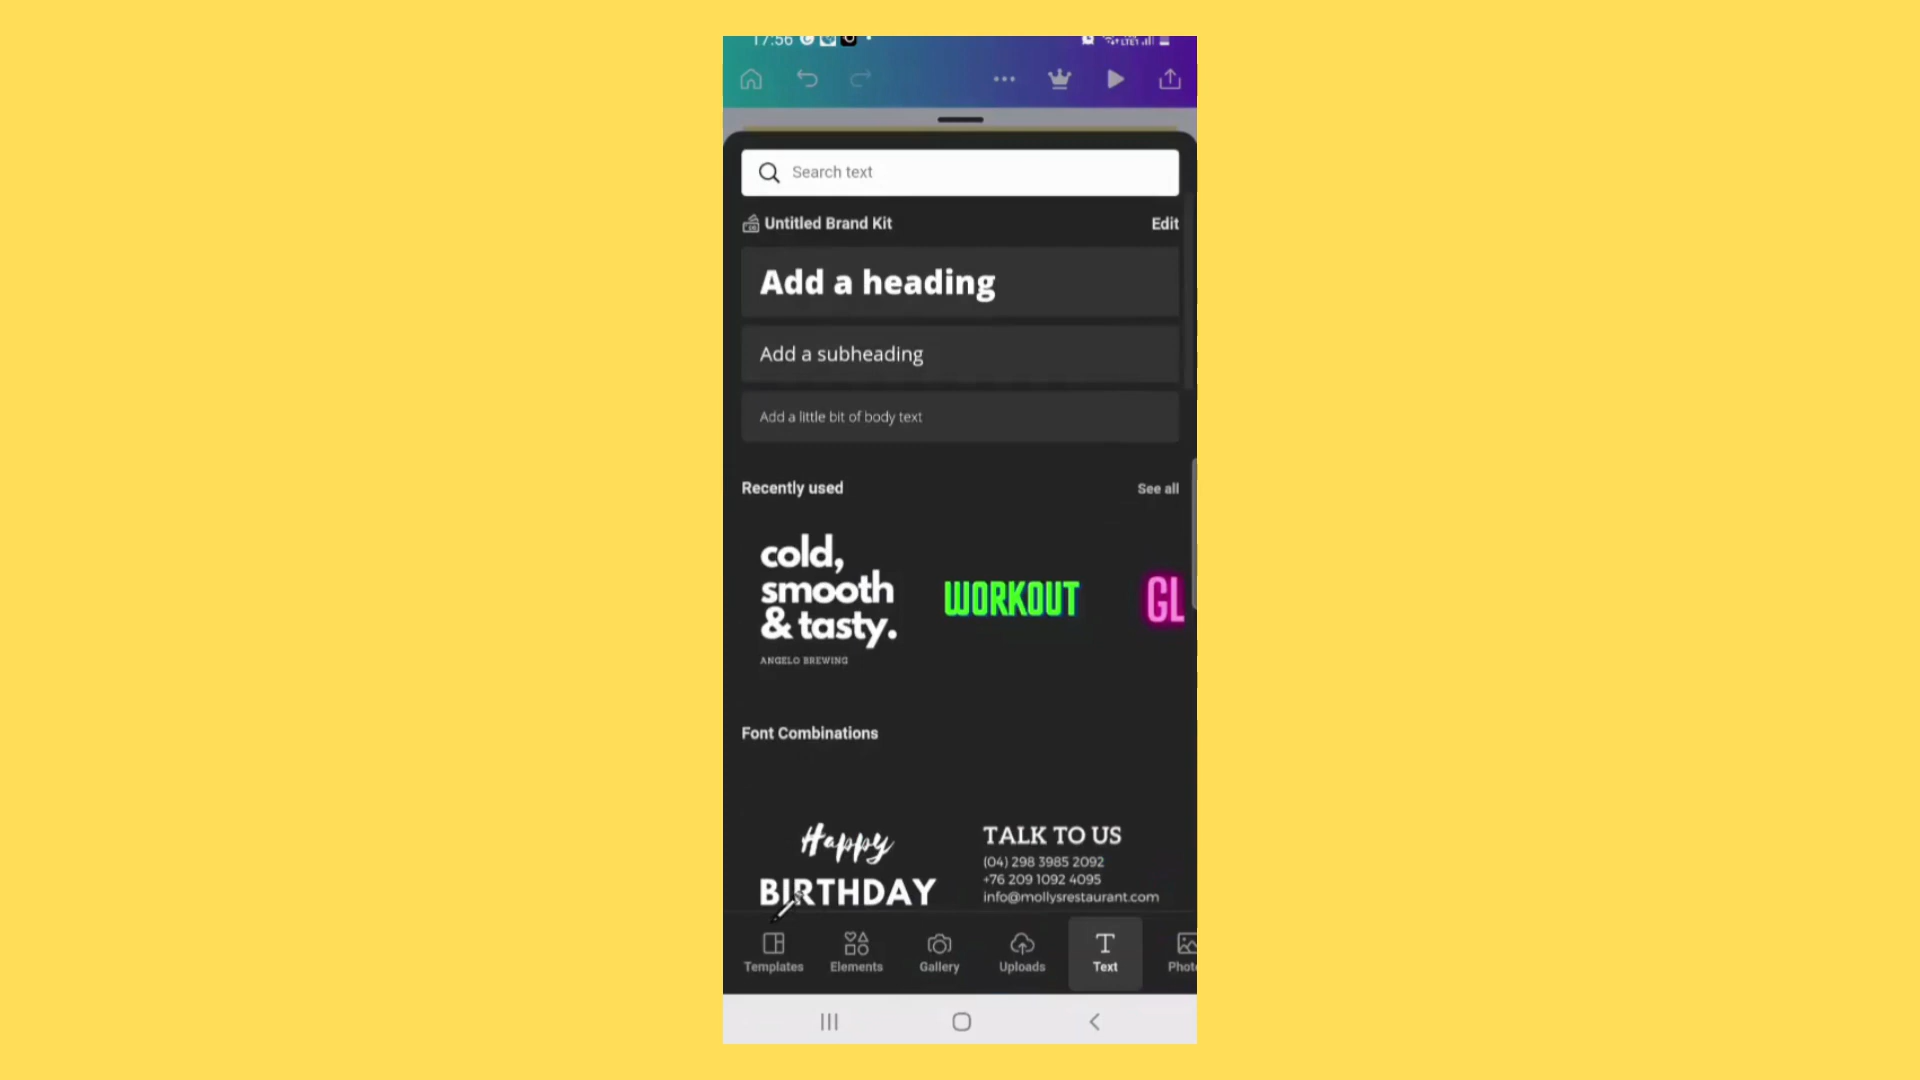 17:56
Search text
Untitled Brand Kit
Edit
Add a heading
Add a subheading
Add a little bit of body text
Recently used
See all
cold,
smooth
& tasty.
ANGELO BREWING
WORKOUT
GL
Font Combinations
Happy
BIRTHDAY
TALK TO US
(04) 298 3985 2092
+76 209 1092 4095
info@mollysrestaurant.com
Templates
Elements
Gallery
Uploads
Text
Phot